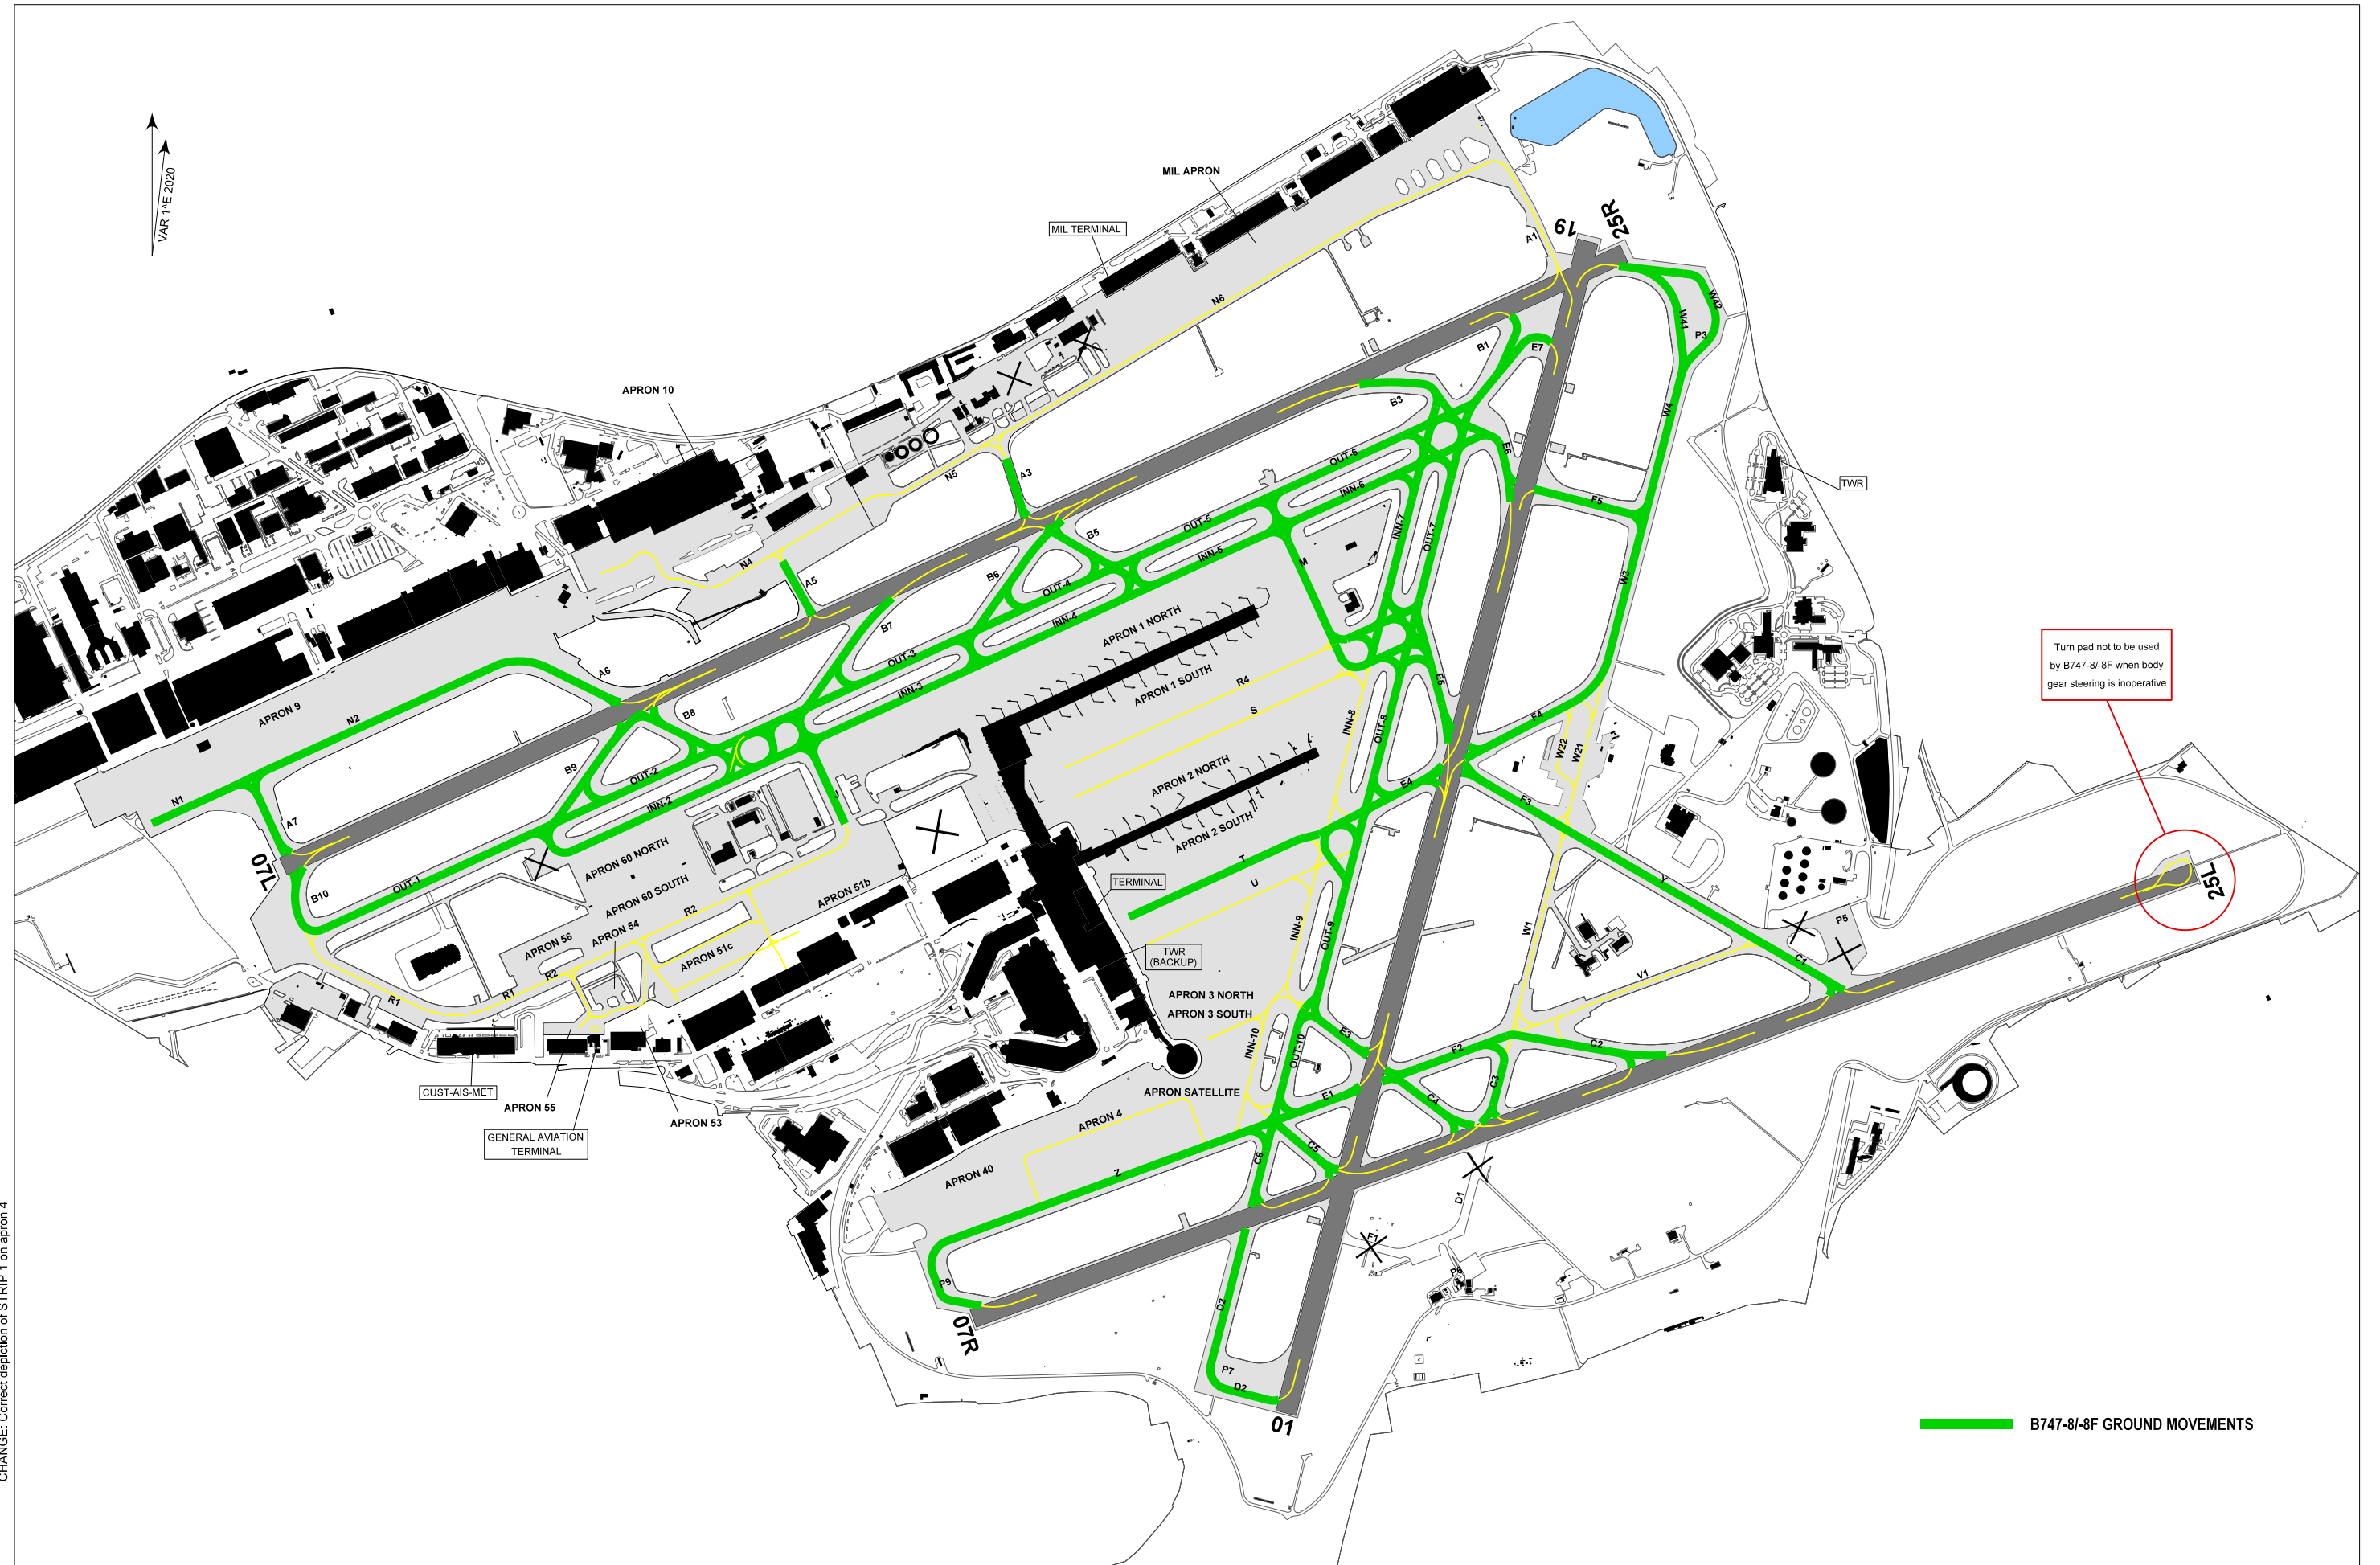 VAR 1^E 2020
MIL APRON
MIL TERMINAL
19
25R
A1
N6
W42
W41
P3
B1
E7
APRON 10
B3
W4
A3
N5
OUT-6
INN-6
E6
TWR
F5
OUT-5
INN-5
B5
INN-7
OUT-7
N4
A5
B6
OUT-4
INN-4
M
W3
B7
APRON 1 NORTH
OUT-3
INN-3
APRON 1 SOUTH
R4
S
E5
A6
B8
APRON 9
N2
INN-8
OUT-8
F4
W22
W21
Turn pad not to be used
by B747-8/-8F when body
gear steering is inoperative
B9
OUT-2
INN-2
J
APRON 2 NORTH
E4
F3
N1
A7
APRON 2 SOUTH
07L
APRON 60 NORTH
APRON 60 SOUTH
T
U
Y
25L
B10
OUT-1
APRON 51b
TERMINAL
R2
APRON 54
APRON 56
APRON 51c
R2
TWR
(BACKUP)
INN-9
OUT-9
W1
P5
C1
V1
R1
R1
APRON 3 NORTH
APRON 3 SOUTH
E3
INN-10
OUT-10
F2
C2
C3
CUST-AIS-MET
APRON 55
APRON 53
GENERAL AVIATION
TERMINAL
APRON SATELLITE
E1
C4
APRON 4
C5
C6
Z
APRON 40
D1
F1
P6
P9
D2
07R
P7
D2
01
B747-8/-8F GROUND MOVEMENTS
CHANGE: Correct depiction of STRIP 1 on apron 4